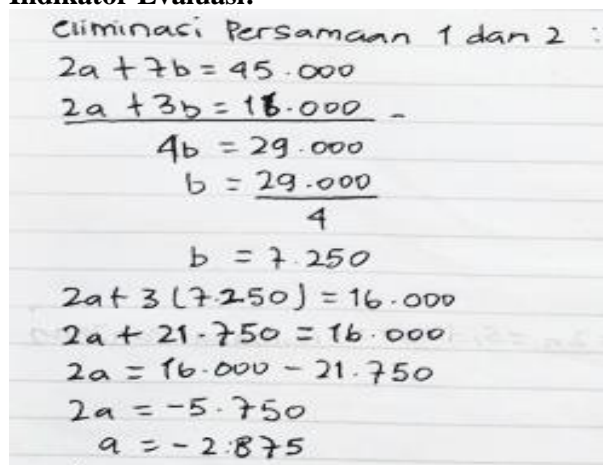 Indikator Evaluasi:
Eliminasi Persamaan 1 dan 2 :
2a + 7b = 45.000
2a + 3b = 16.000 -
4b = 29.000
b = 29.000
4
b = 7.250
2a + 3 (7.250) = 16.000
2a + 21.750 = 16.000
2a = 16.000 - 21.750
2a = -5.750
a = -2.875